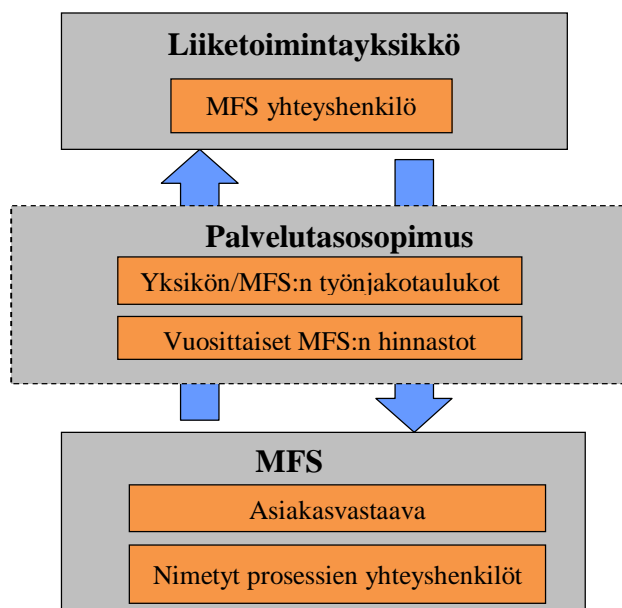 Liiketoimintayksikkö
MFS yhteyshenkilö
Palvelutasosopimus
Yksikön/MFS:n työnjakotaulukot
Vuosittaiset MFS:n hinnastot
MFS
Asiakasvastaava
Nimetyt prosessien yhteyshenkilöt